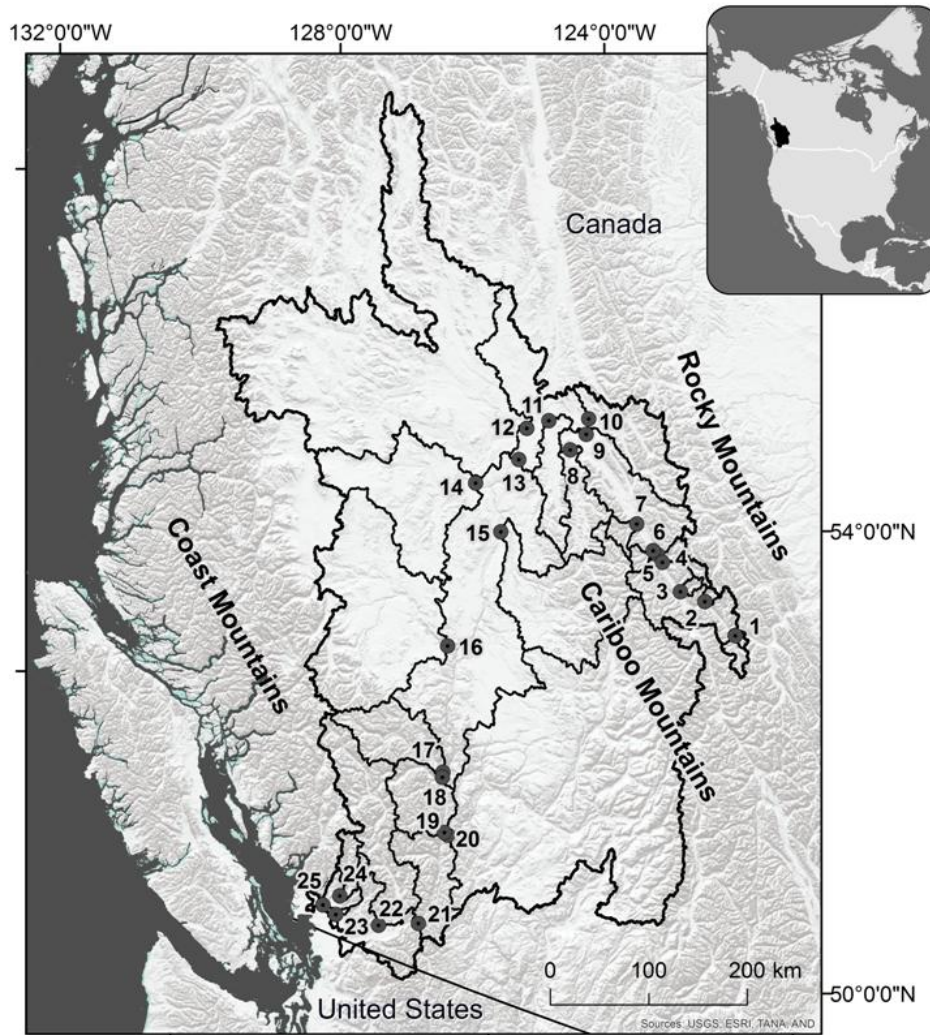 132°0'0"W
128°0'0"W
124°0'0"W
Canada
Rocky Mountains
11
10
12
9
8
13
14
7
54°0'0"N
15
6
Coast Mountains
4
5
3
2
1
Cariboo Mountains
16
17
18
19
20
24
25
22
21
23
0
100
200 km
50°0'0"N
United States
Sources: USGS, ESRI, TANA, AND